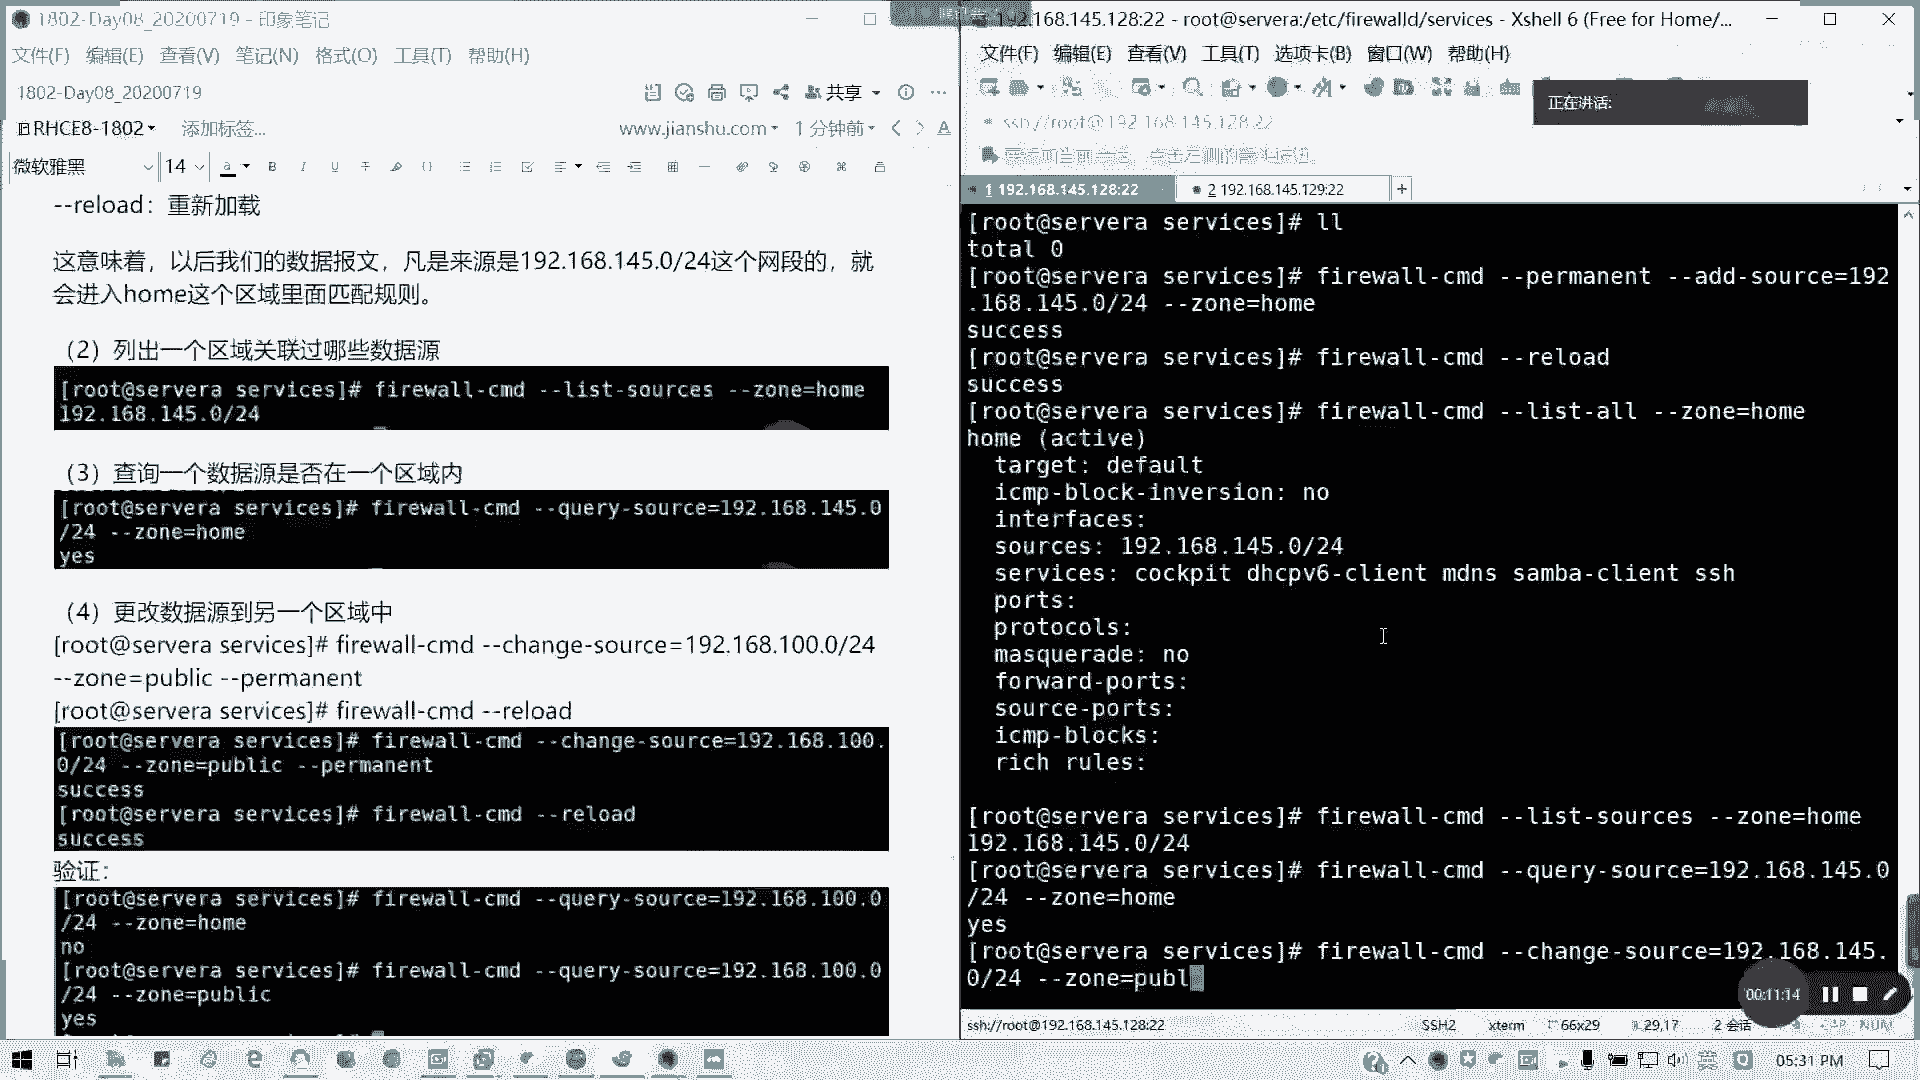 1802-Day08_20200719 - 印象笔记
文件(F) 编辑(E) 查看(V) 笔记(N) 格式(O) 工具(T) 帮助(H)
1802-Day08_20200719
共享
RHCE8-1802
添加标签...
www.jianshu.com
1 分钟前
微软雅黑
14
--reload：重新加载
这意味着，以后我们的数据报文，凡是来源是192.168.145.0/24这个网段的，就
会进入home这个区域里面匹配规则。
（2）列出一个区域关联过哪些数据源
[root@servera services]# firewall-cmd --list-sources --zone=home
192.168.145.0/24
（3）查询一个数据源是否在一个区域内
[root@servera services]# firewall-cmd --query-source=192.168.145.0
/24 --zone=home
yes
（4）更改数据源到另一个区域中
[root@servera services]# firewall-cmd --change-source=192.168.100.0/24
--zone=public --permanent
[root@servera services]# firewall-cmd --reload
[root@servera services]# firewall-cmd --change-source=192.168.100.
0/24 --zone=public --permanent
success
[root@servera services]# firewall-cmd --reload
success
验证：
[root@servera services]# firewall-cmd --query-source=192.168.100.0
/24 --zone=home
no
[root@servera services]# firewall-cmd --query-source=192.168.100.0
/24 --zone=public
yes
192.168.145.128:22 - root@servera:/etc/firewalld/services - Xshell 6 (Free for Home/...
文件(F) 编辑(E) 查看(V) 工具(T) 选项卡(B) 窗口(W) 帮助(H)
正在讲话:
ssh://root@192.168.145.128:22
1 192.168.145.128:22
2 192.168.145.129:22
[root@servera services]# ll
total 0
[root@servera services]# firewall-cmd --permanent --add-source=192
.168.145.0/24 --zone=home
success
[root@servera services]# firewall-cmd --reload
success
[root@servera services]# firewall-cmd --list-all --zone=home
home (active)
target: default
icmp-block-inversion: no
interfaces:
sources: 192.168.145.0/24
services: cockpit dhcpv6-client mdns samba-client ssh
ports:
protocols:
masquerade: no
forward-ports:
source-ports:
icmp-blocks:
rich rules:
[root@servera services]# firewall-cmd --list-sources --zone=home
192.168.145.0/24
[root@servera services]# firewall-cmd --query-source=192.168.145.0
/24 --zone=home
yes
[root@servera services]# firewall-cmd --change-source=192.168.145.
0/24 --zone=publ
00:11:14
ssh://root@192.168.145.128:22
SSH2
xterm
66x29
29,17
2 会话
CAP NUM
英
05:31 PM